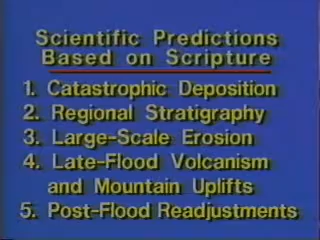 Scientific Predictions
Based on Scripture
1. Catastrophic Deposition
2. Regional Stratigraphy
3. Large-Scale Erosion
4. Late-Flood Volcanism
and Mountain Uplifts
5. Post-Flood Readjustments